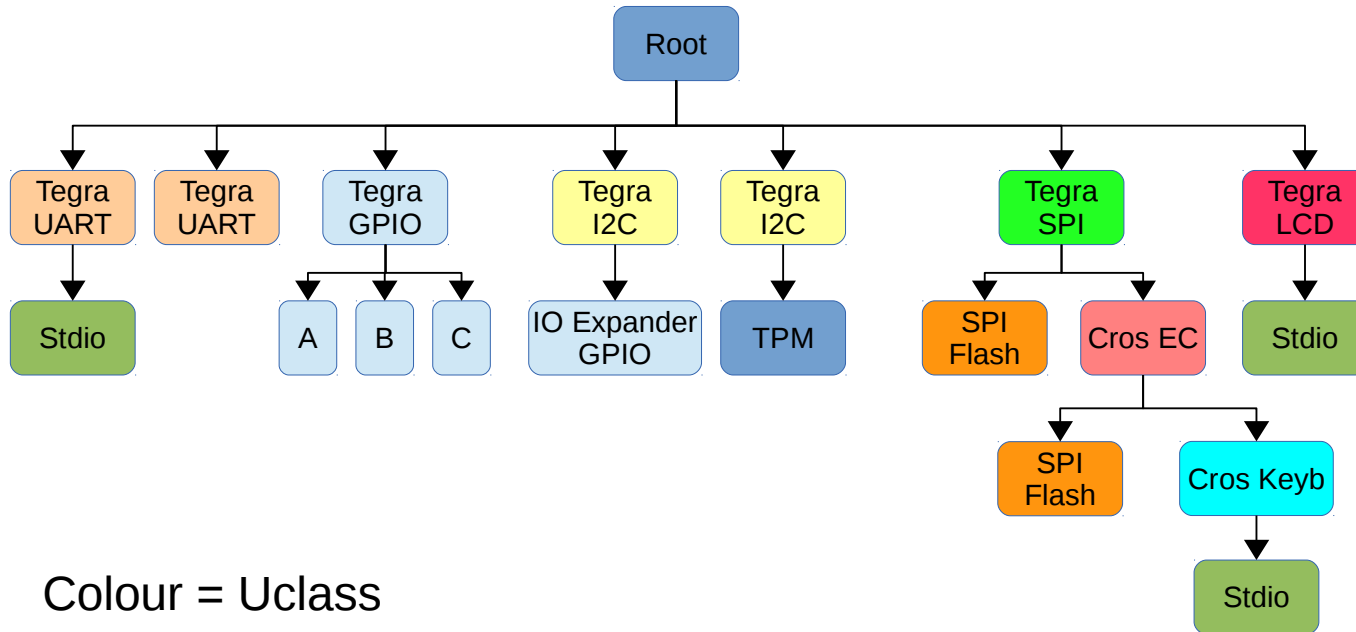 Root
Tegra
UART
Tegra
UART
Tegra
GPIO
Tegra
I2C
Tegra
I2C
Tegra
SPI
Tegra
LCD
Stdio
A
B
C
IO Expander
GPIO
TPM
SPI
Flash
Cros EC
Stdio
SPI
Flash
Cros Keyb
Stdio
Colour = Uclass